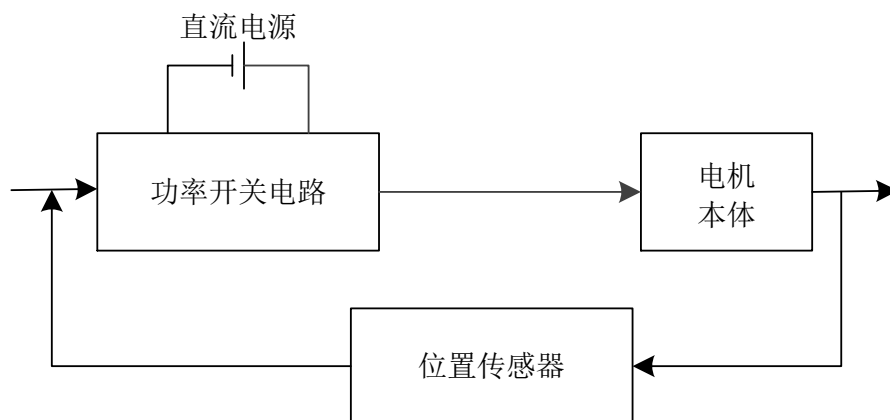 直流电源
功率开关电路
电机
本体
位置传感器